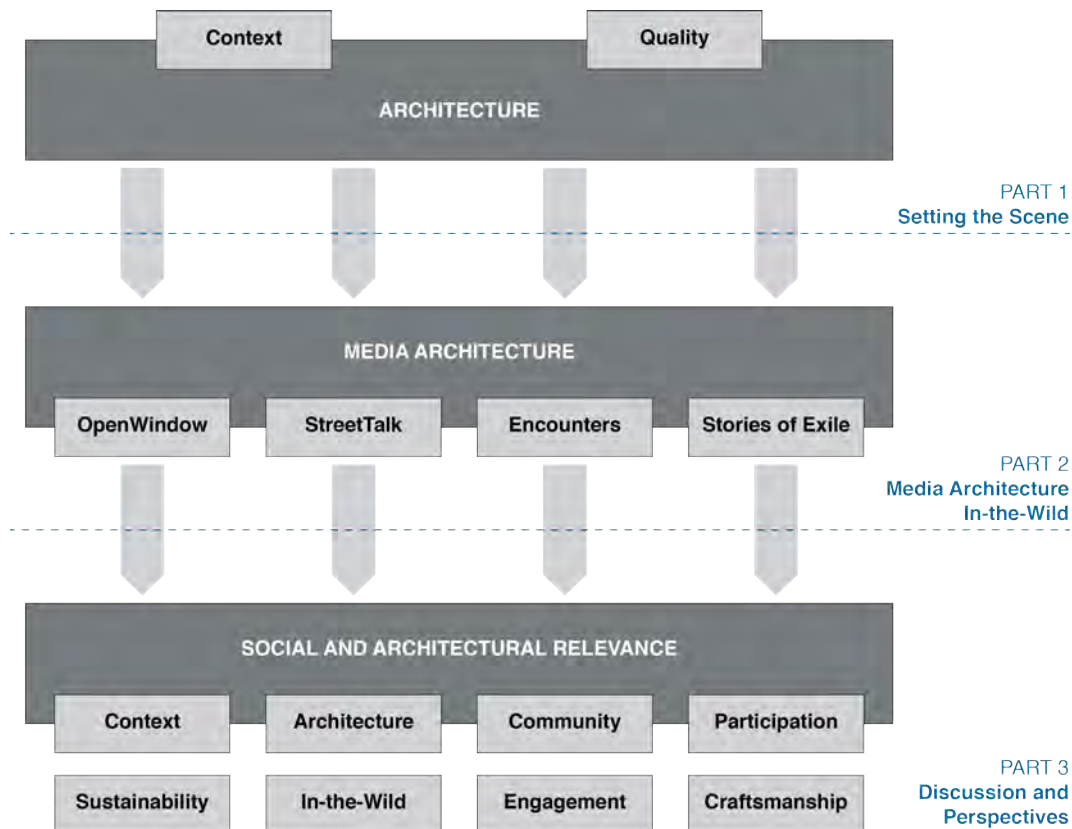 Context
Quality
ARCHITECTURE
PART 1
Setting the Scene
MEDIA ARCHITECTURE
OpenWindow
StreetTalk
Encounters
Stories of Exile
PART 2
Media Architecture
In-the-Wild
SOCIAL AND ARCHITECTURAL RELEVANCE
Context
Architecture
Community
Participation
Sustainability
In-the-Wild
Engagement
Craftsmanship
PART 3
Discussion and
Perspectives